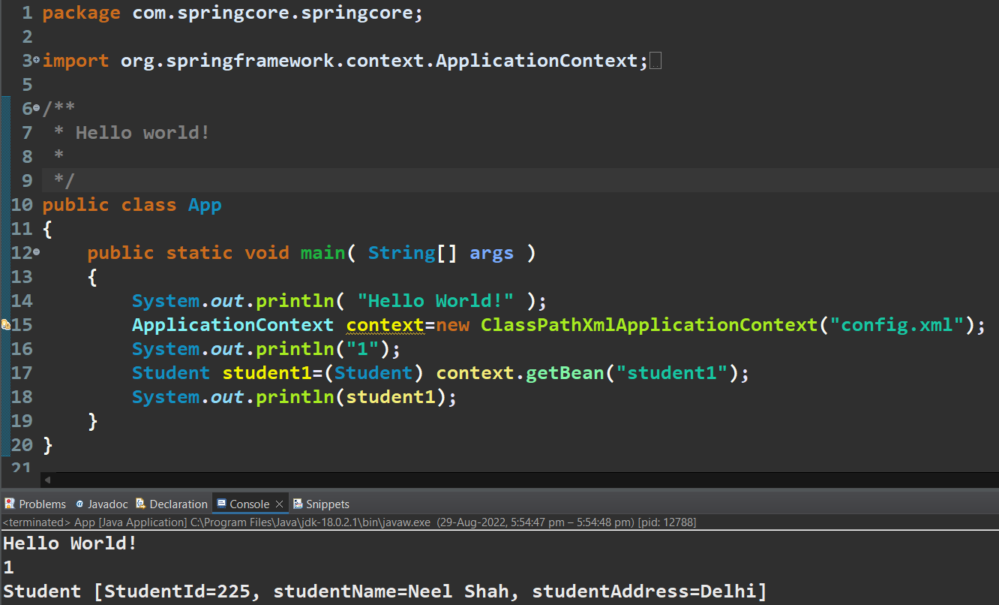 1 package com.springcore.springcore;
2
3 import org.springframework.context.ApplicationContext;
5
6 /**
7  * Hello world!
8  *
9  */
10 public class App
11 {
12     public static void main( String[] args )
13     {
14         System.out.println( "Hello World!" );
15         ApplicationContext context=new ClassPathXmlApplicationContext("config.xml");
16         System.out.println("1");
17         Student student1=(Student) context.getBean("student1");
18         System.out.println(student1);
19     }
20 }
21
Problems Javadoc Declaration Console Snippets
<terminated> App [Java Application] C:\Program Files\Java\jdk-18.0.2.1\bin\javaw.exe (29-Aug-2022, 5:54:47 pm – 5:54:48 pm) [pid: 12788]
Hello World!
1
Student [StudentId=225, studentName=Neel Shah, studentAddress=Delhi]